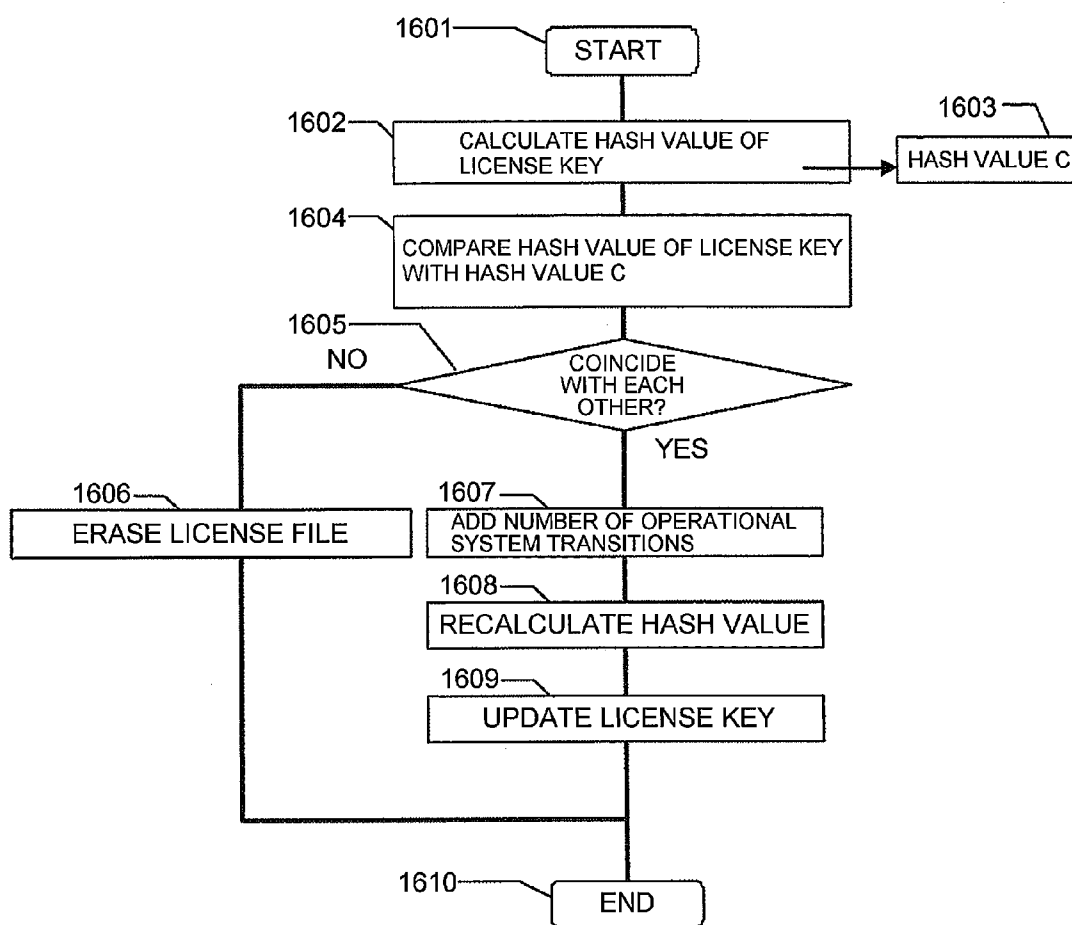 1601
START
1602
CALCULATE HASH VALUE OF
LICENSE KEY
1603
HASH VALUE C
1604
COMPARE HASH VALUE OF LICENSE KEY
WITH HASH VALUE C
1605
NO
COINCIDE
WITH EACH
OTHER?
YES
1606
ERASE LICENSE FILE
1607
ADD NUMBER OF OPERATIONAL
SYSTEM TRANSITIONS
1608
RECALCULATE HASH VALUE
1609
UPDATE LICENSE KEY
1610
END